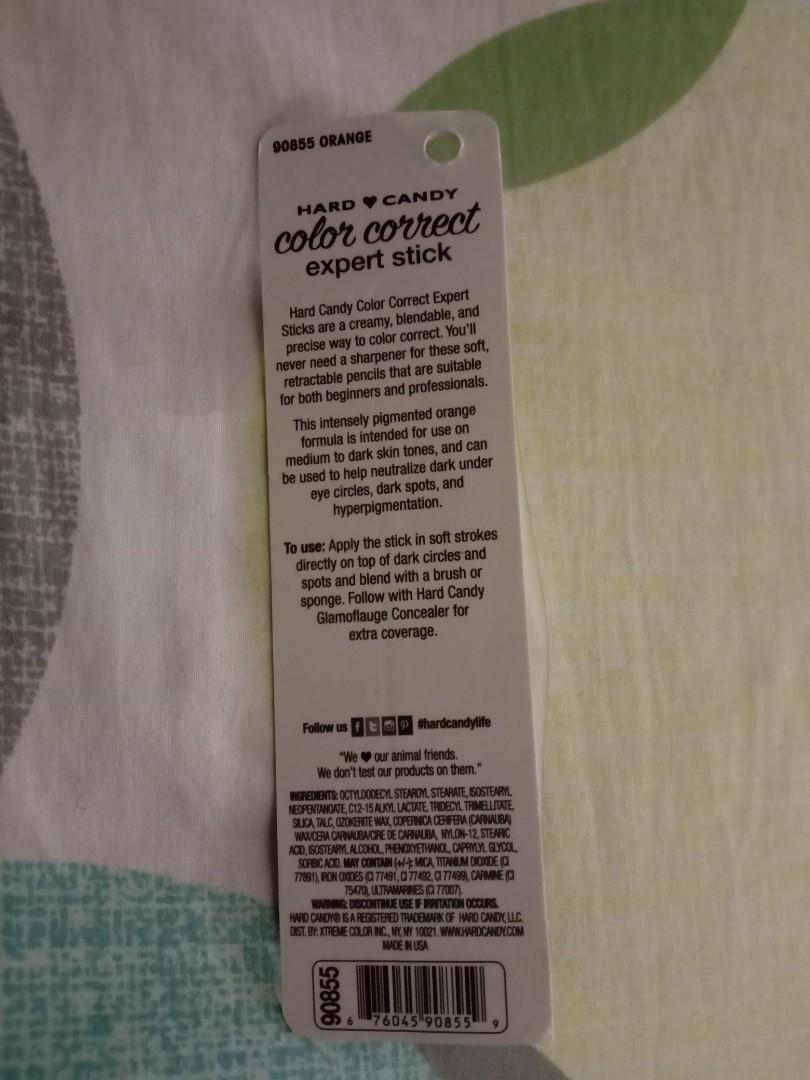 90855 ORANGE
HARD ♥ CANDY
color correct
expert stick
Hard Candy Color Correct Expert
Sticks are a creamy, blendable, and
precise way to color correct. You'll
never need a sharpener for these soft,
retractable pencils that are suitable
for both beginners and professionals.
This intensely pigmented orange
formula is intended for use on
medium to dark skin tones, and can
be used to help neutralize dark under
eye circles, dark spots, and
hyperpigmentation.
To use: Apply the stick in soft strokes
directly on top of dark circles and
spots and blend with a brush or
sponge. Follow with Hard Candy
Glamoflauge Concealer for
extra coverage.
Follow us f t P #hardcandylife
"We ♥ our animal friends.
We don't test our products on them."
INGREDIENTS: OCTYLDODECYL STEAROYL STEARATE, ISOSTEARYL
NEOPENTANOATE, C12-15 ALKYL LACTATE, TRIDECYL TRIMELLITATE,
SILICA, TALC, OZOKERITE WAX, COPERNICA CERIFERA (CARNAUBA)
WAX/CERA CARNAUBA/CIRE DE CARNAUBA, NYLON-12, STEARIC
ACID, ISOSTEARYL ALCOHOL, PHENOXYETHANOL, CAPRYLYL GLYCOL,
SORBIC ACID. MAY CONTAIN (+/-): MICA, TITANIUM DIOXIDE (CI
77891), IRON OXIDES (CI 77491, CI 77492, CI 77499), CARMINE (CI
75470), ULTRAMARINES (CI 77007).
WARNING: DISCONTINUE USE IF IRRITATION OCCURS.
HARD CANDY® IS A REGISTERED TRADEMARK OF HARD CANDY, LLC.
DIST. BY: XTREME COLOR INC., NY, NY 10021. WWW.HARDCANDY.COM
MADE IN USA
90855
6 76045 90855 9